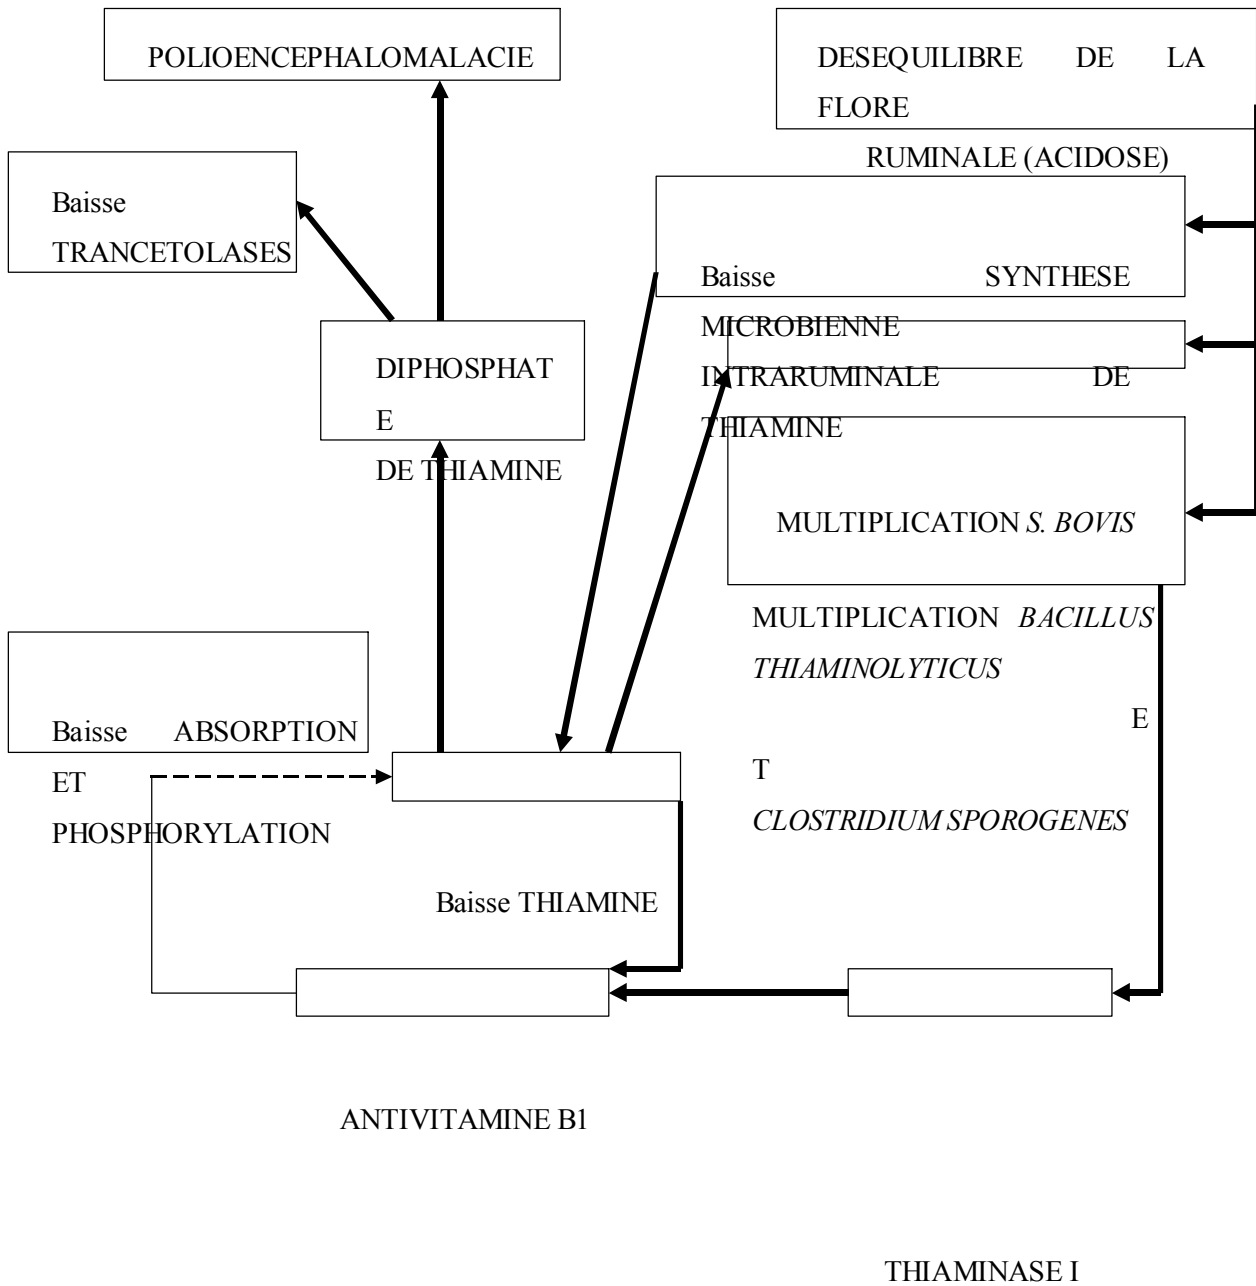 POLIOENCEPHALOMALACIE
DESEQUILIBRE DE LA
FLORE
RUMINALE (ACIDOSE)
Baisse
TRANCETOLASES
Baisse SYNTHESE
MICROBIENNE
INTRARUMINALE DE
THIAMINE
DIPHOSPHAT
E
DE THIAMINE
MULTIPLICATION S. BOVIS
MULTIPLICATION BACILLUS
THIAMINOLYTICUS
E
T
CLOSTRIDIUM SPOROGENES
Baisse ABSORPTION
ET
PHOSPHORYLATION
Baisse THIAMINE
ANTIVITAMINE B1
THIAMINASE I